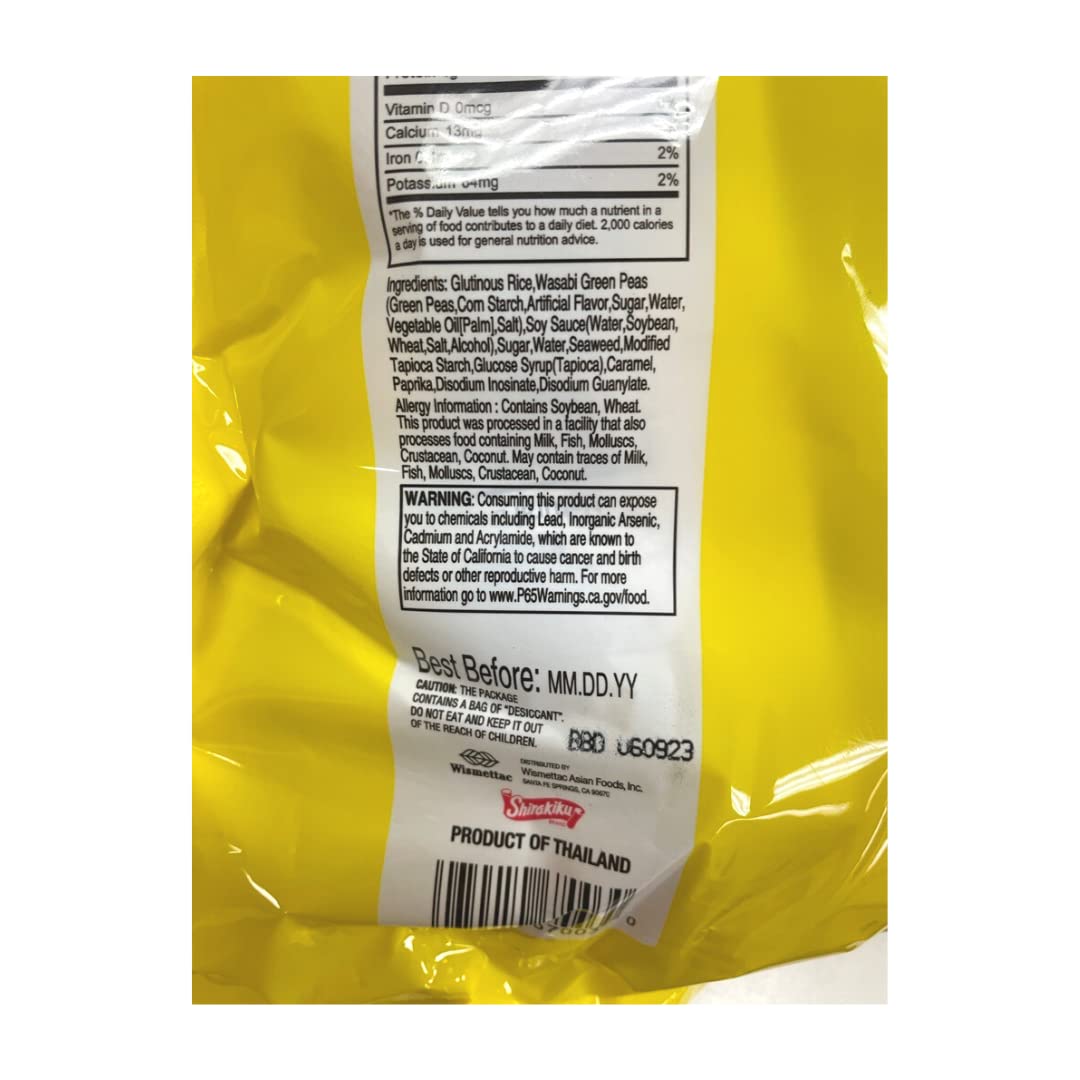 Vitamin D 0mcg
Calcium 13mg
Iron 2%
Potassium 64mg 2%
*The % Daily Value tells you how much a nutrient in a
serving of food contributes to a daily diet. 2,000 calories
a day is used for general nutrition advice.
Ingredients: Glutinous Rice,Wasabi Green Peas
(Green Peas,Corn Starch,Artificial Flavor,Sugar,Water,
Vegetable Oil[Palm],Salt),Soy Sauce(Water,Soybean,
Wheat,Salt,Alcohol),Sugar,Water,Seaweed,Modified
Tapioca Starch,Glucose Syrup(Tapioca),Caramel,
Paprika,Disodium Inosinate,Disodium Guanylate.
Allergy Information : Contains Soybean, Wheat.
This product was processed in a facility that also
processes food containing Milk, Fish, Molluscs,
Crustacean, Coconut. May contain traces of Milk,
Fish, Molluscs, Crustacean, Coconut.
WARNING: Consuming this product can expose
you to chemicals including Lead, Inorganic Arsenic,
Cadmium and Acrylamide, which are known to
the State of California to cause cancer and birth
defects or other reproductive harm. For more
information go to www.P65Warnings.ca.gov/food.
Best Before: MM.DD.YY
CAUTION: THE PACKAGE
CONTAINS A BAG OF "DESICCANT".
DO NOT EAT AND KEEP IT OUT
OF THE REACH OF CHILDREN.
BBD 060923
Wismettac
DISTRIBUTED BY
Wismettac Asian Foods, Inc.
SANTA FE SPRINGS, CA 90670
Shirakiku
BRAND
PRODUCT OF THAILAND
0